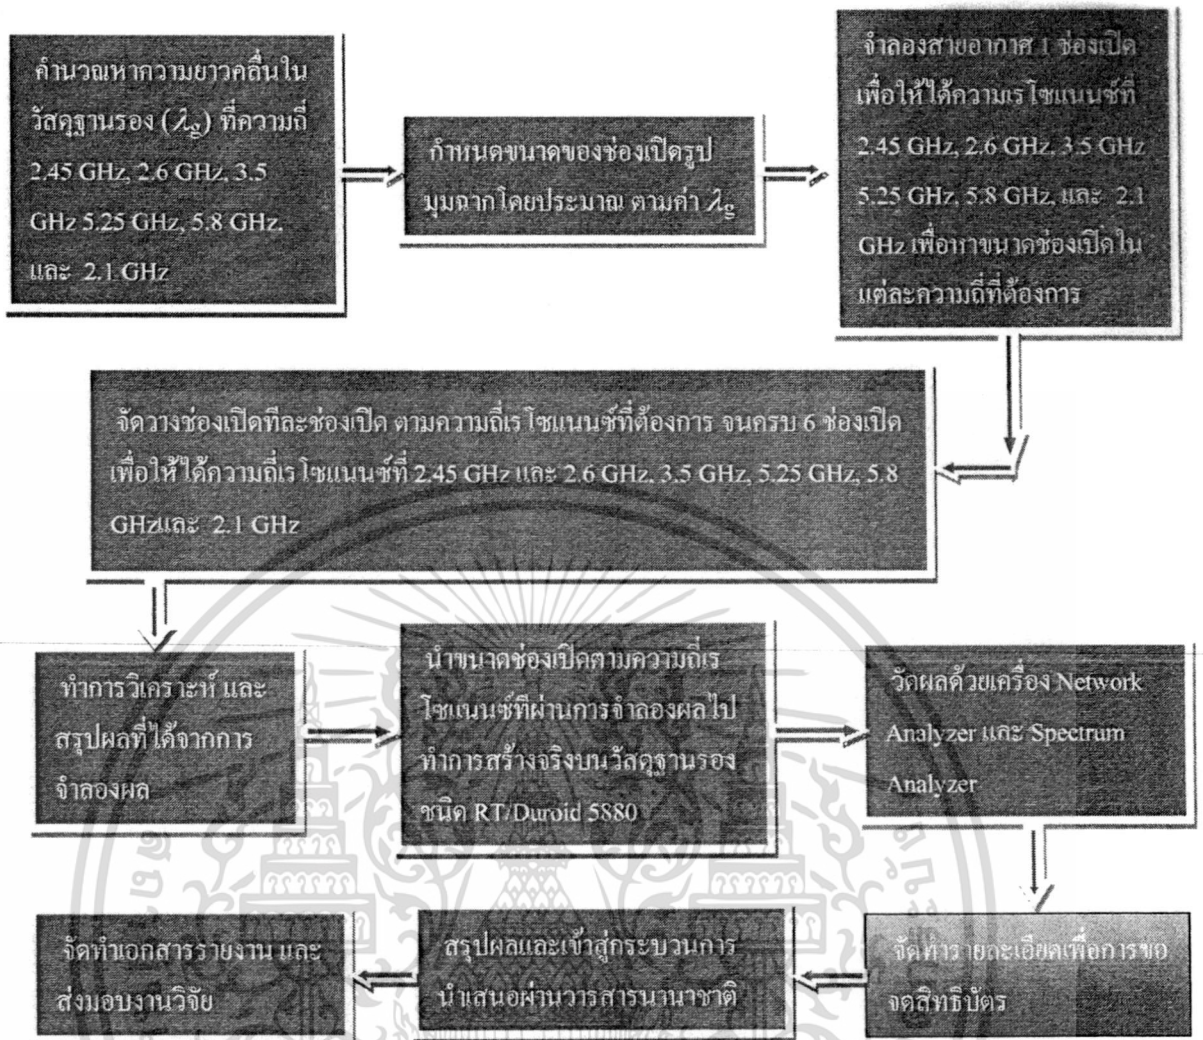 คำนวณหาความยาวคลื่นใน
วัสดุฐานรอง (λg) ที่ความถี่
2.45 GHz, 2.6 GHz, 3.5
GHz 5.25 GHz, 5.8 GHz,
และ 2.1 GHz
กำหนดขนาดของช่องเปิดรูป
มุมฉากโดยประมาณ ตามค่า λg
จำลองสายอากาศ 1 ช่องเปิด
เพื่อให้ได้ความเรโซแนนซ์ที่
2.45 GHz, 2.6 GHz, 3.5 GHz
5.25 GHz, 5.8 GHz, และ 2.1
GHz เพื่อหาขนาดช่องเปิดใน
แต่ละความถี่ที่ต้องการ
จัดวางช่องเปิดทีละช่องเปิด ตามความถี่เรโซแนนซ์ที่ต้องการ จนครบ 6 ช่องเปิด
เพื่อให้ได้ความถี่เรโซแนนซ์ที่ 2.45 GHz และ 2.6 GHz, 3.5 GHz, 5.25 GHz, 5.8
GHzและ 2.1 GHz
ทำการวิเคราะห์ และ
สรุปผลที่ได้จากการ
จำลองผล
นำขนาดช่องเปิดตามความถี่เร
โซแนนซ์ที่ผ่านการจำลองผลไป
ทำการสร้างจริงบนวัสดุฐานรอง
ชนิด RT/Duroid 5880
วัดผลด้วยเครื่อง Network
Analyzer และ Spectrum
Analyzer
จัดทำรายละเอียดเพื่อการขอ
จดสิทธิบัตร
สรุปผลและเข้าสู่กระบวนการ
นำเสนอผ่านวารสารนานาชาติ
จัดทำเอกสารรายงาน และ
ส่งมอบงานวิจัย